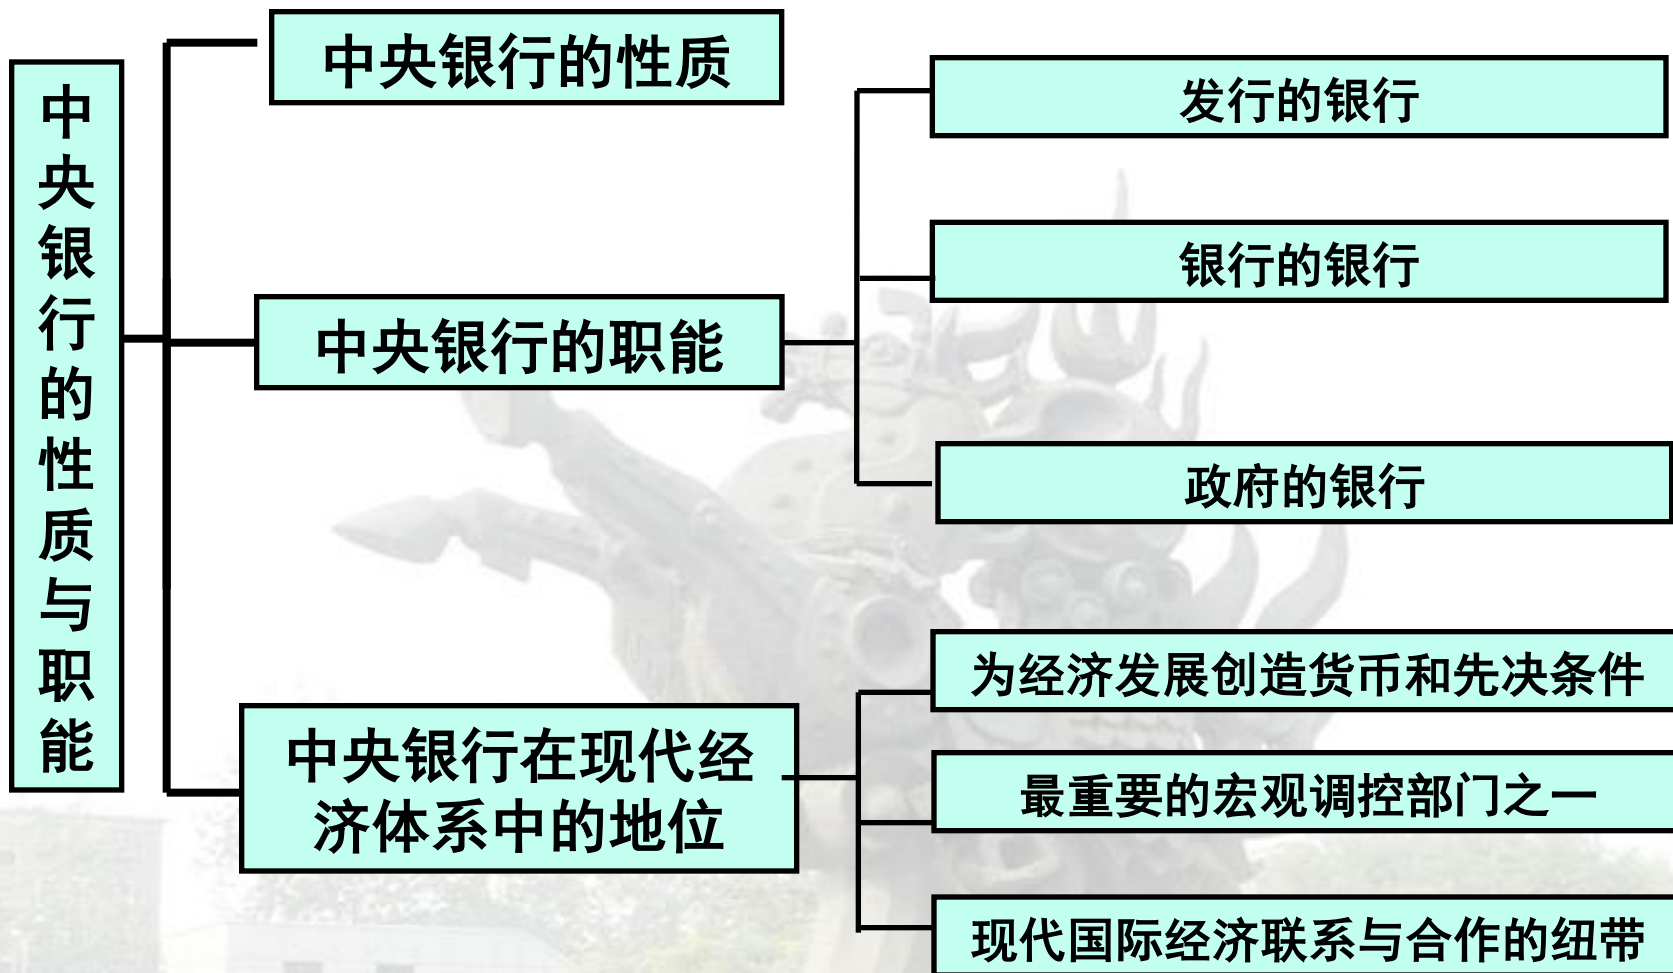 中央银行的性质与职能
中央银行的性质
中央银行的职能
发行的银行
银行的银行
政府的银行
中央银行在现代经
济体系中的地位
为经济发展创造货币和先决条件
最重要的宏观调控部门之一
现代国际经济联系与合作的纽带